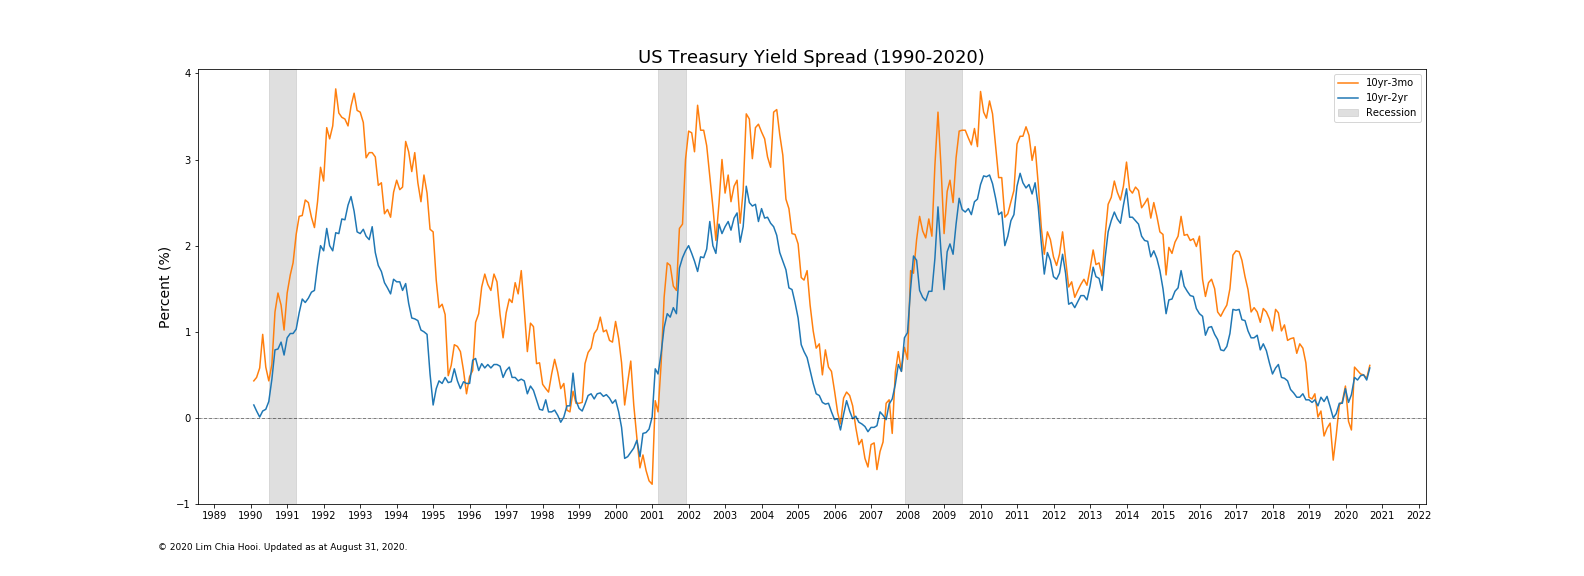 US Treasury Yield Spread (1990-2020)
10yr-3mo
10yr-2yr
Recession
Percent (%)
4
3
2
1
0
−1
1989 1990 1991 1992 1993 1994 1995 1996 1997 1998 1999 2000 2001 2002 2003 2004 2005 2006 2007 2008 2009 2010 2011 2012 2013 2014 2015 2016 2017 2018 2019 2020 2021 2022
© 2020 Lim Chia Hooi. Updated as at August 31, 2020.